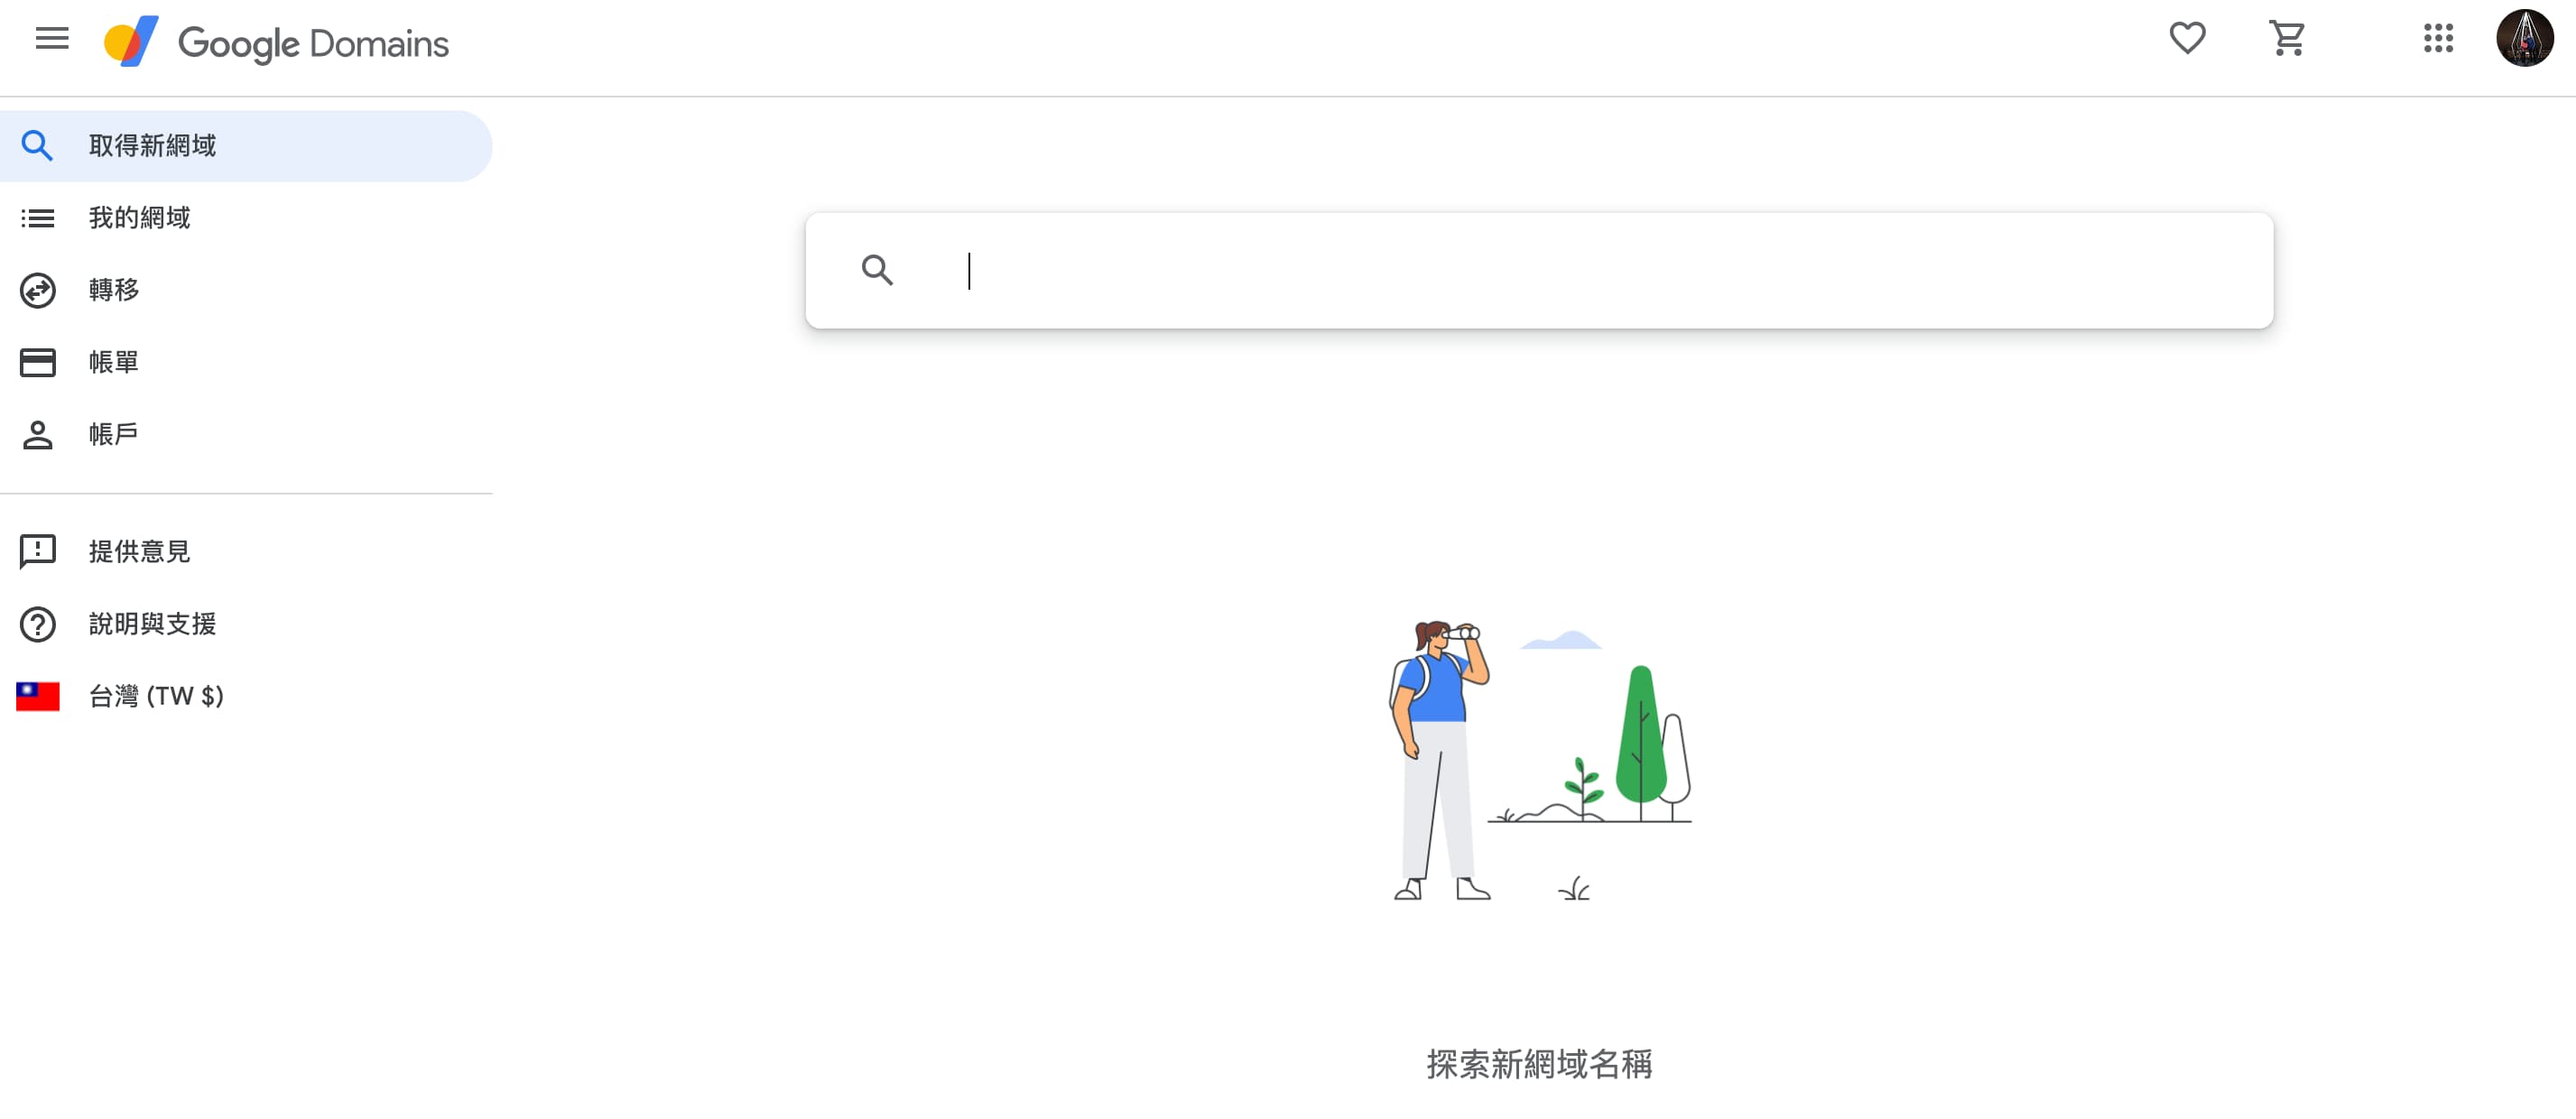 Google Domains
取得新網域
我的網域
轉移
帳單
帳戶
提供意見
說明與支援
台灣 (TW $)
探索新網域名稱